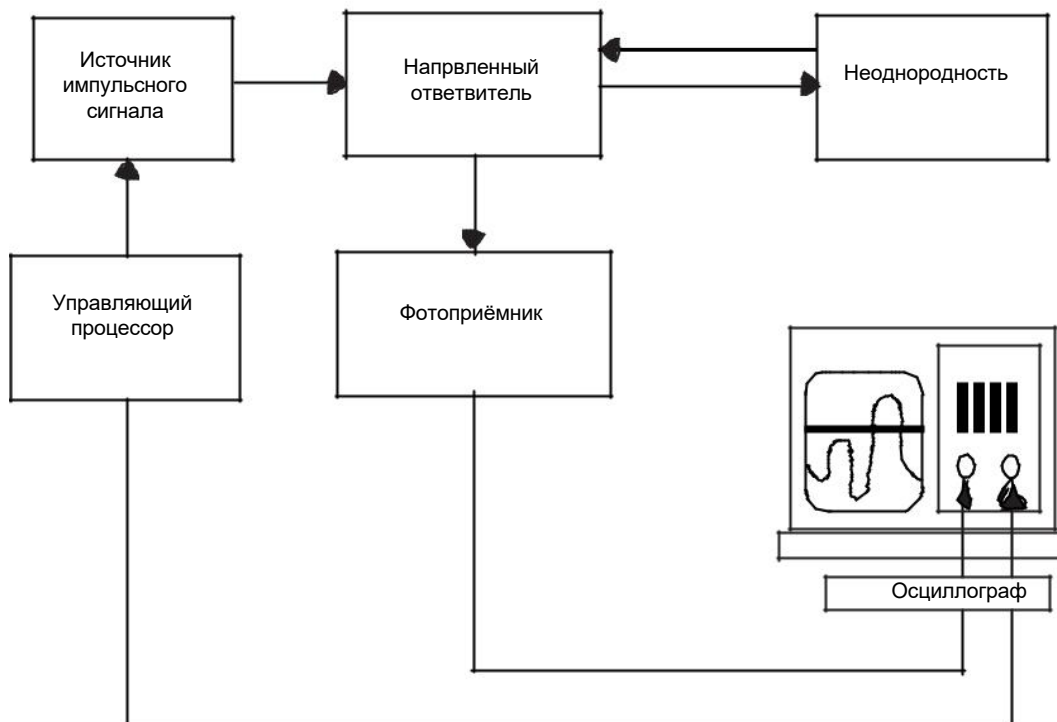 Источник
импульсного
сигнала
Напрвленный
ответвитель
Неоднородность
Управляющий
процессор
Фотоприёмник
Осциллограф